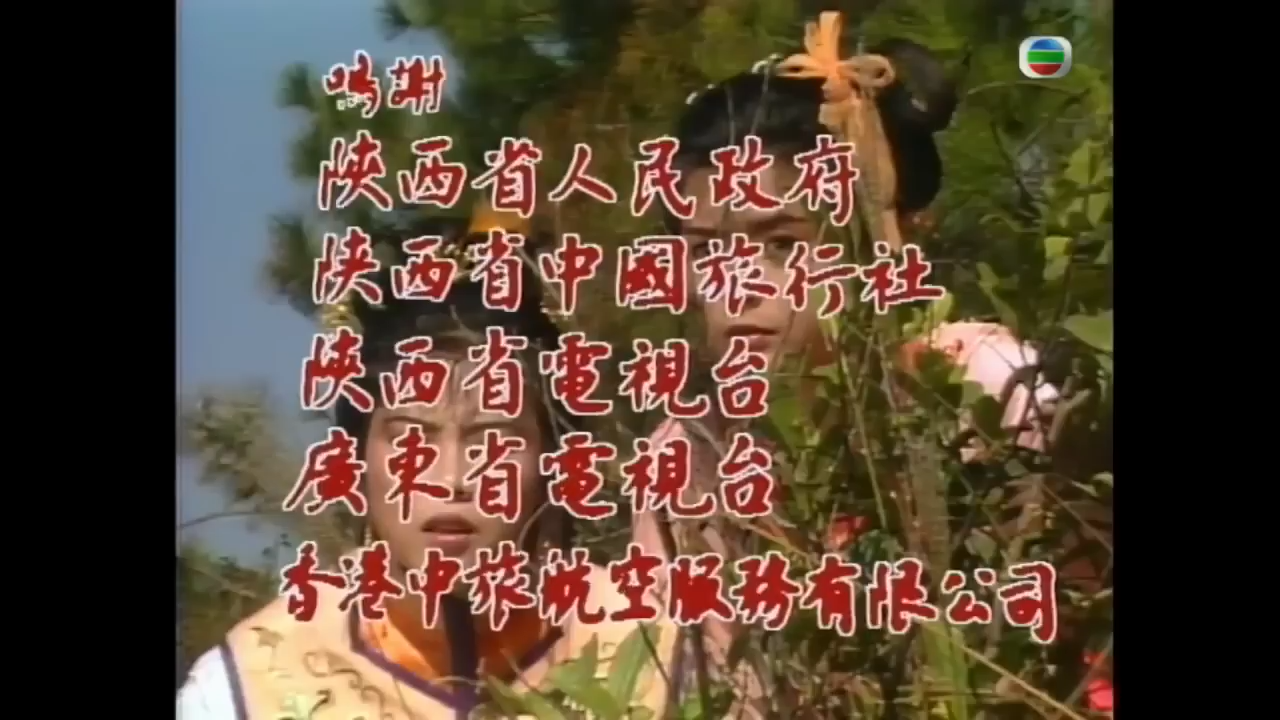 鳴謝
陝西省人民政府
陝西省中國旅行社
陝西省電視台
廣東省電視台
香港中旅航空服務有限公司